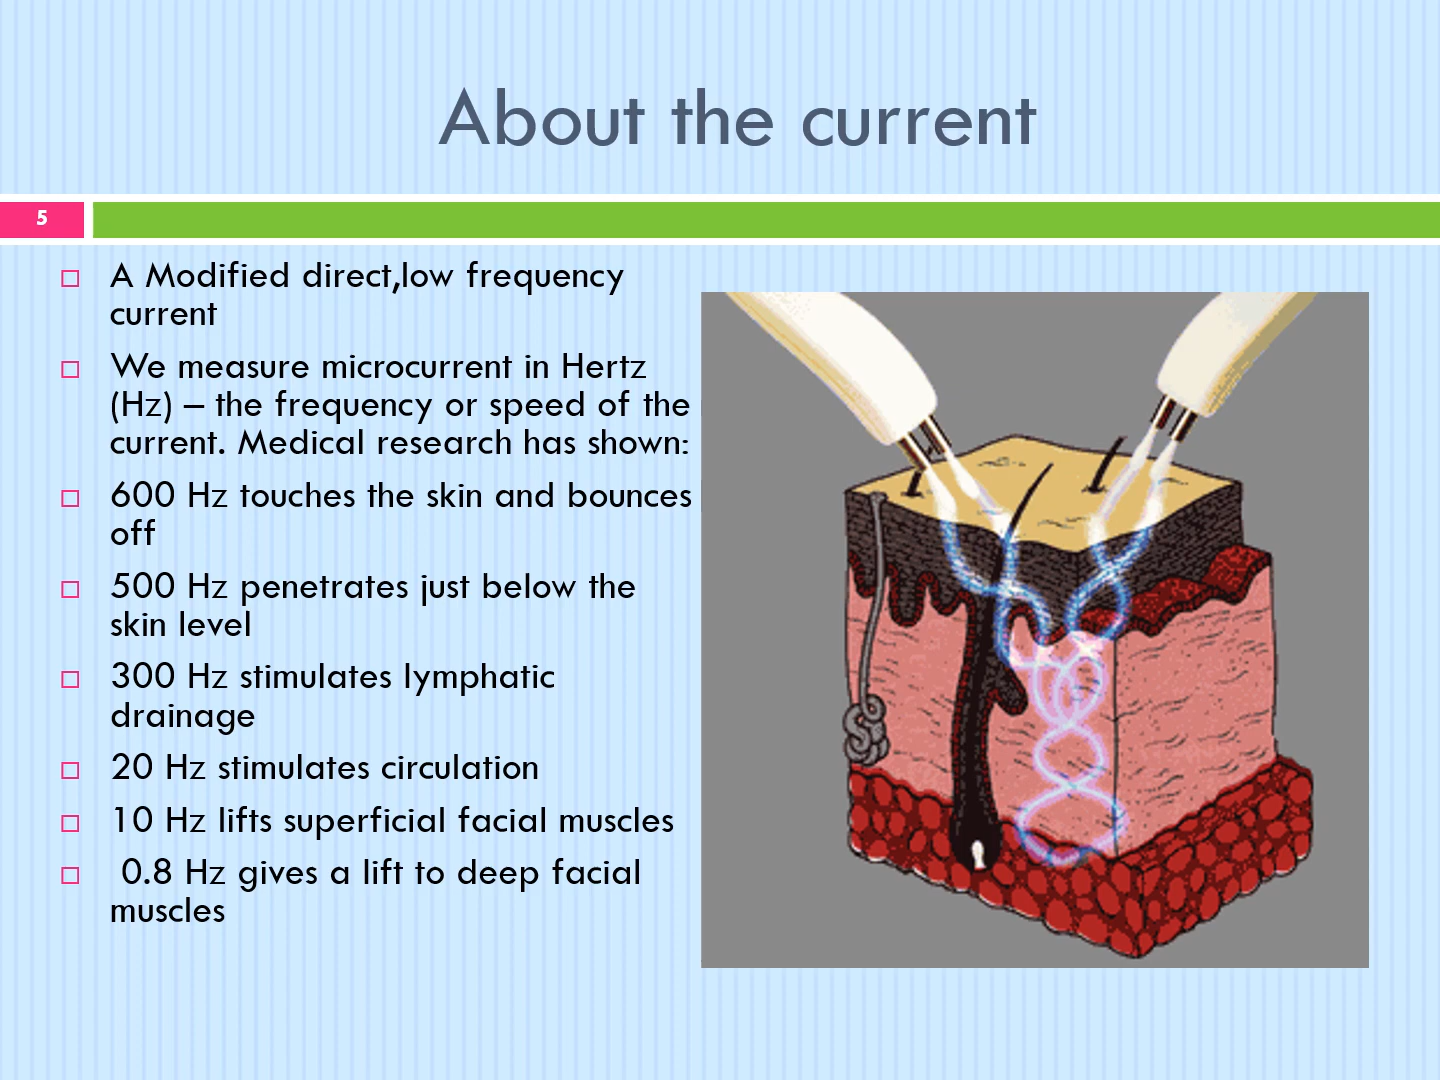 About the current
5
A Modified direct,low frequency
current
We measure microcurrent in Hertz
(Hz) – the frequency or speed of the
current. Medical research has shown:
600 Hz touches the skin and bounces
off
500 Hz penetrates just below the
skin level
300 Hz stimulates lymphatic
drainage
20 Hz stimulates circulation
10 Hz lifts superficial facial muscles
0.8 Hz gives a lift to deep facial
muscles